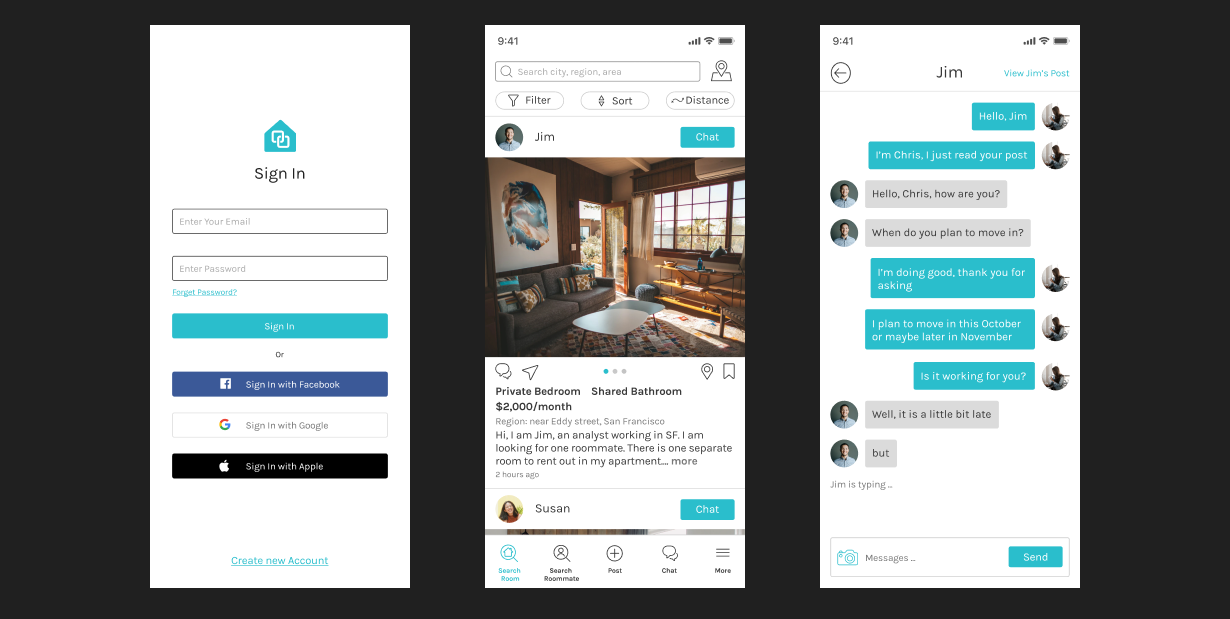 Sign In
Enter Your Email
Enter Password
Forget Password?
Sign In
Or
Sign In with Facebook
Sign In with Google
Sign In with Apple
Create new Account
9:41
Search city, region, area
Filter
Sort
Distance
Jim
Chat
Private Bedroom Shared Bathroom
$2,000/month
Region: near Eddy street, San Francisco
Hi, I am Jim, an analyst working in SF. I am
looking for one roommate. There is one separate
room to rent out in my apartment... more
2 hours ago
Susan
Chat
Search
Room
Search
Roommate
Post
Chat
More
9:41
Jim
View Jim's Post
Hello, Jim
I'm Chris, I just read your post
Hello, Chris, how are you?
When do you plan to move in?
I'm doing good, thank you for
asking
I plan to move in this October
or maybe later in November
Is it working for you?
Well, it is a little bit late
but
Jim is typing ...
Messages ...
Send